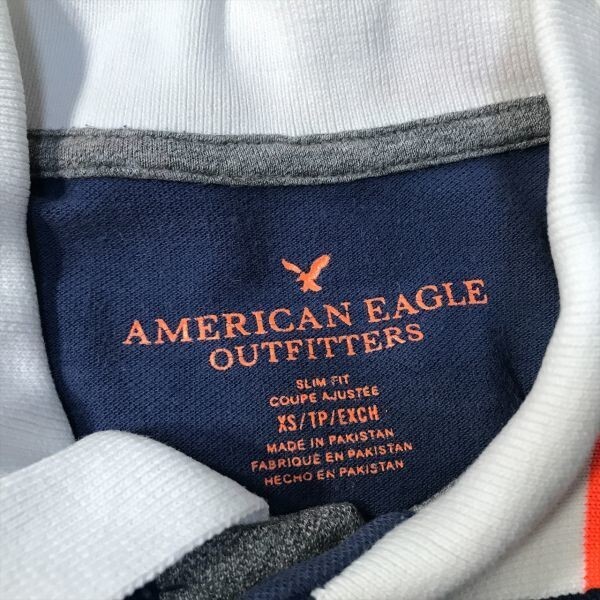 AMERICAN EAGLE
OUTFITTERS
SLIM FIT
COUPE AJUSTÉE
XS/TP/EXCH
MADE IN PAKISTAN
FABRIQUÉ EN PAKISTAN
HECHO EN PAKISTAN